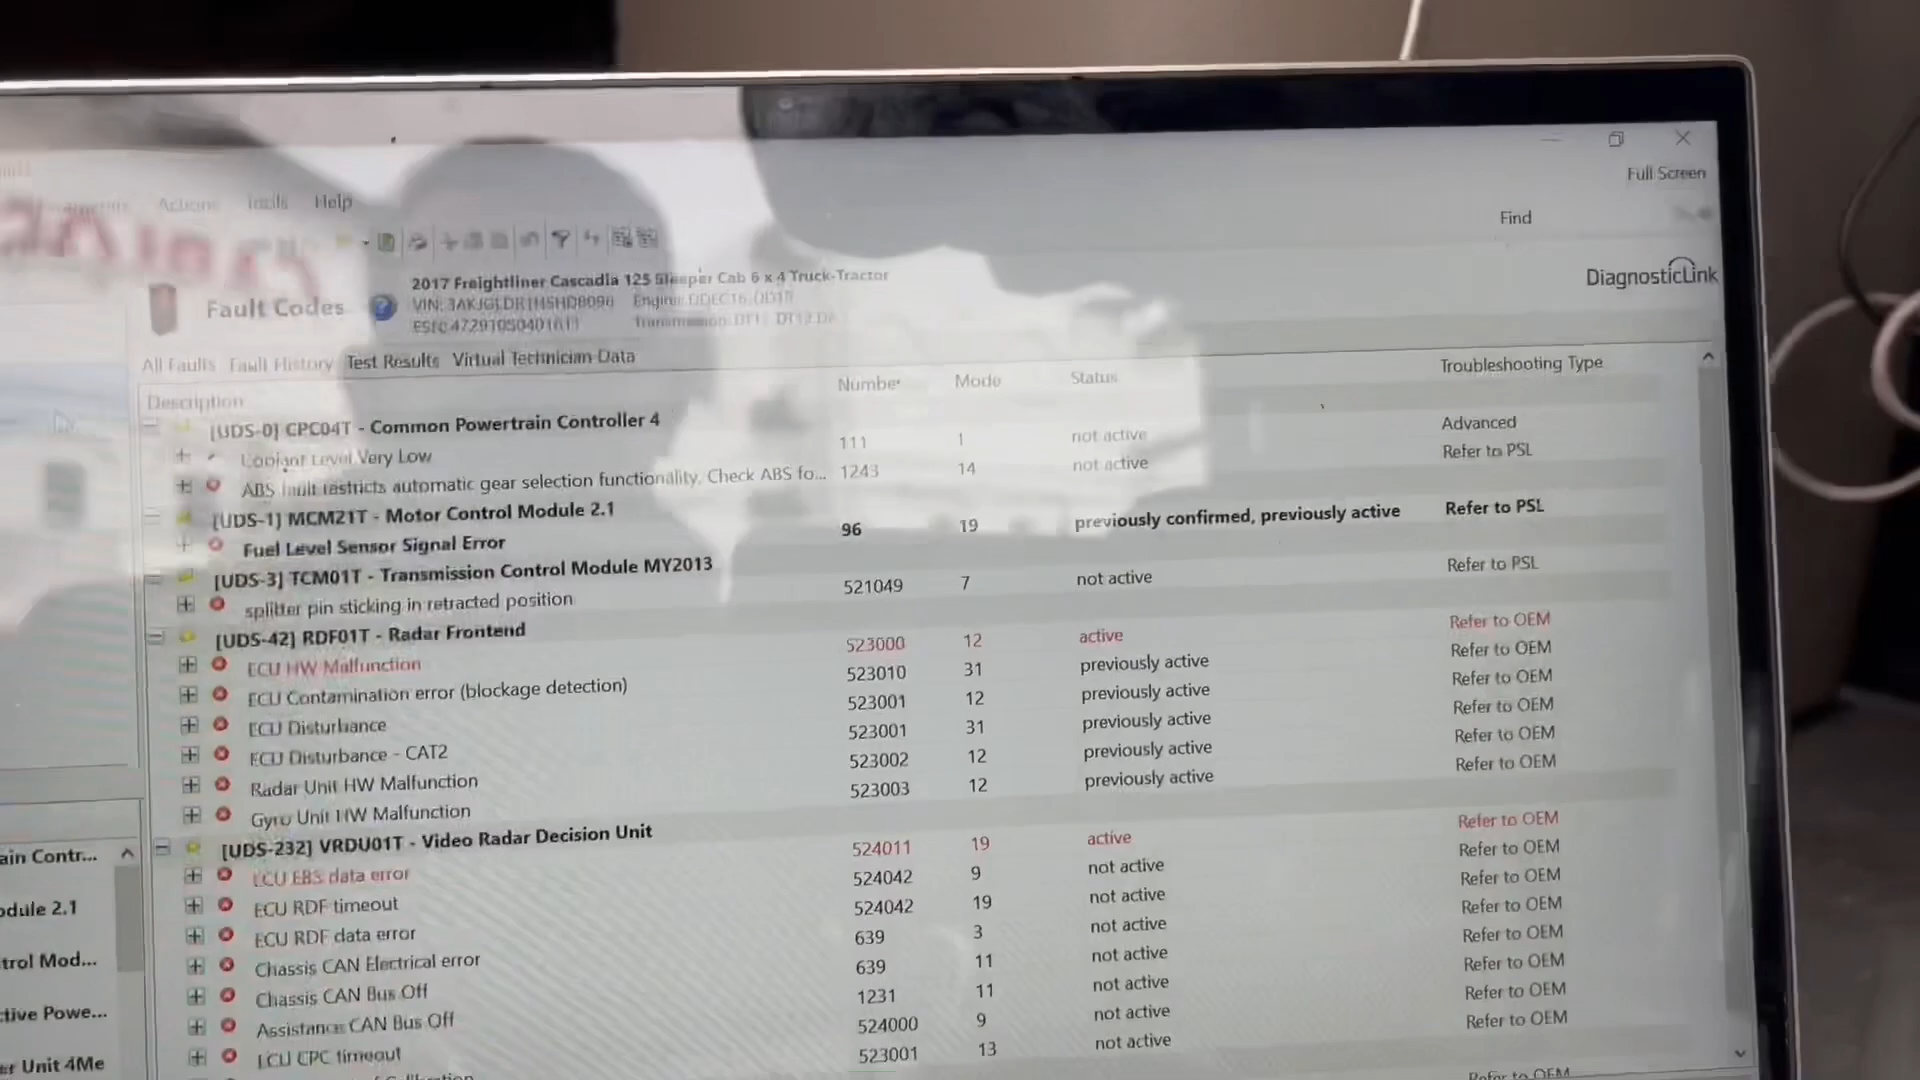 Full Screen
Actions Tools Help
Find
DiagnosticLink
Fault Codes
2017 Freightliner Cascadia 125 Sleeper Cab 6 x 4 Truck-Tractor
VIN:
ESN:
All Faults Fault History Test Results Virtual Technician Data
Description Number Mode Status Troubleshooting Type
[UDS-0] CPC04T - Common Powertrain Controller 4
Coolant Level Very Low 111 1 not active Advanced
ABS fault restricts automatic gear selection functionality. Check ABS fo... 1243 14 not active Refer to PSL
[UDS-1] MCM21T - Motor Control Module 2.1
Fuel Level Sensor Signal Error 96 19 previously confirmed, previously active Refer to PSL
[UDS-3] TCM01T - Transmission Control Module MY2013
splitter pin sticking in retracted position 521049 7 not active Refer to PSL
[UDS-42] RDF01T - Radar Frontend
ECU HW Malfunction 523000 12 active Refer to OEM
ECU Contamination error (blockage detection) 523010 31 previously active Refer to OEM
ECU Disturbance 523001 12 previously active Refer to OEM
ECU Disturbance - CAT2 523001 31 previously active Refer to OEM
Radar Unit HW Malfunction 523002 12 previously active Refer to OEM
Gyro Unit HW Malfunction 523003 12 previously active Refer to OEM
[UDS-232] VRDU01T - Video Radar Decision Unit
ECU EBS data error 524011 19 active Refer to OEM
ECU RDF timeout 524042 9 not active Refer to OEM
ECU RDF data error 524042 19 not active Refer to OEM
Chassis CAN Electrical error 639 3 not active Refer to OEM
Chassis CAN Bus Off 639 11 not active Refer to OEM
Assistance CAN Bus Off 1231 11 not active Refer to OEM
ECU CPC timeout 524000 9 not active Refer to OEM
523001 13 not active Refer to OEM
Refer to OEM
ain Contr...
odule 2.1
trol Mod...
ctive Powe...
er Unit 4Me